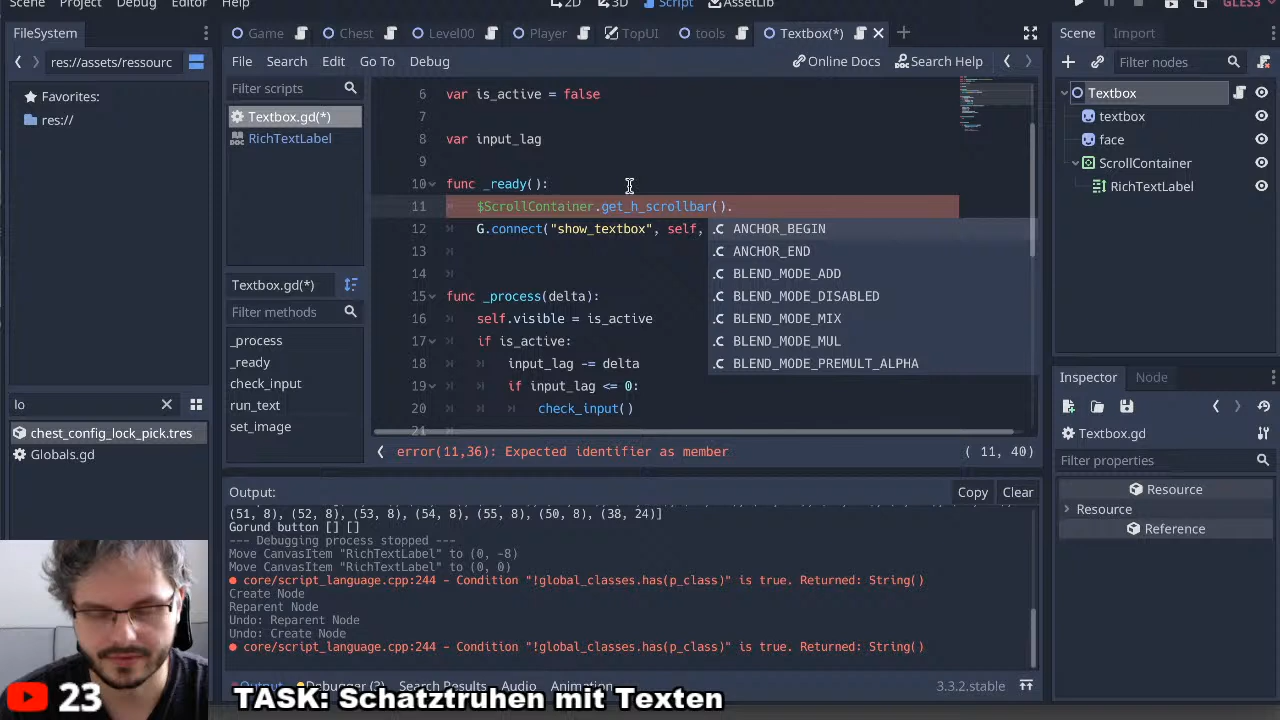 Scene Project Debug Editor Help 2D 3D Script AssetLib GLES3
FileSystem
res://assets/ressourc
Favorites:
res://
lo
chest_config_lock_pick.tres
Globals.gd
Game Chest Level00 Player TopUI tools Textbox(*)
File Search Edit Go To Debug Online Docs Search Help
Filter scripts
Textbox.gd(*)
RichTextLabel
Textbox.gd(*)
Filter methods
_process
_ready
check_input
run_text
set_image
6 var is_active = false
7
8 var input_lag
9
10 func _ready():
11 $ScrollContainer.get_h_scrollbar().
12 G.connect("show_textbox", self,
13
14
15 func _process(delta):
16 self.visible = is_active
17 if is_active:
18 input_lag -= delta
19 if input_lag <= 0:
20 check_input()
21
ANCHOR_BEGIN
ANCHOR_END
BLEND_MODE_ADD
BLEND_MODE_DISABLED
BLEND_MODE_MIX
BLEND_MODE_MUL
BLEND_MODE_PREMULT_ALPHA
error(11,36): Expected identifier as member ( 11, 40)
Output: Copy Clear
(51, 8), (52, 8), (53, 8), (54, 8), (55, 8), (50, 8), (38, 24)]
Gorund button [] []
--- Debugging process stopped ---
Move CanvasItem "RichTextLabel" to (0, -8)
Move CanvasItem "RichTextLabel" to (0, 0)
core/script_language.cpp:244 - Condition "!global_classes.has(p_class)" is true. Returned: String()
Create Node
Reparent Node
Undo: Reparent Node
Undo: Create Node
core/script_language.cpp:244 - Condition "!global_classes.has(p_class)" is true. Returned: String()
Output Debugger (3) Search Results Audio Animation 3.3.2.stable
Scene Import
Filter nodes
Textbox
textbox
face
ScrollContainer
RichTextLabel
Inspector Node
Textbox.gd
Filter properties
Resource
Resource
Reference
23
TASK: Schatztruhen mit Texten